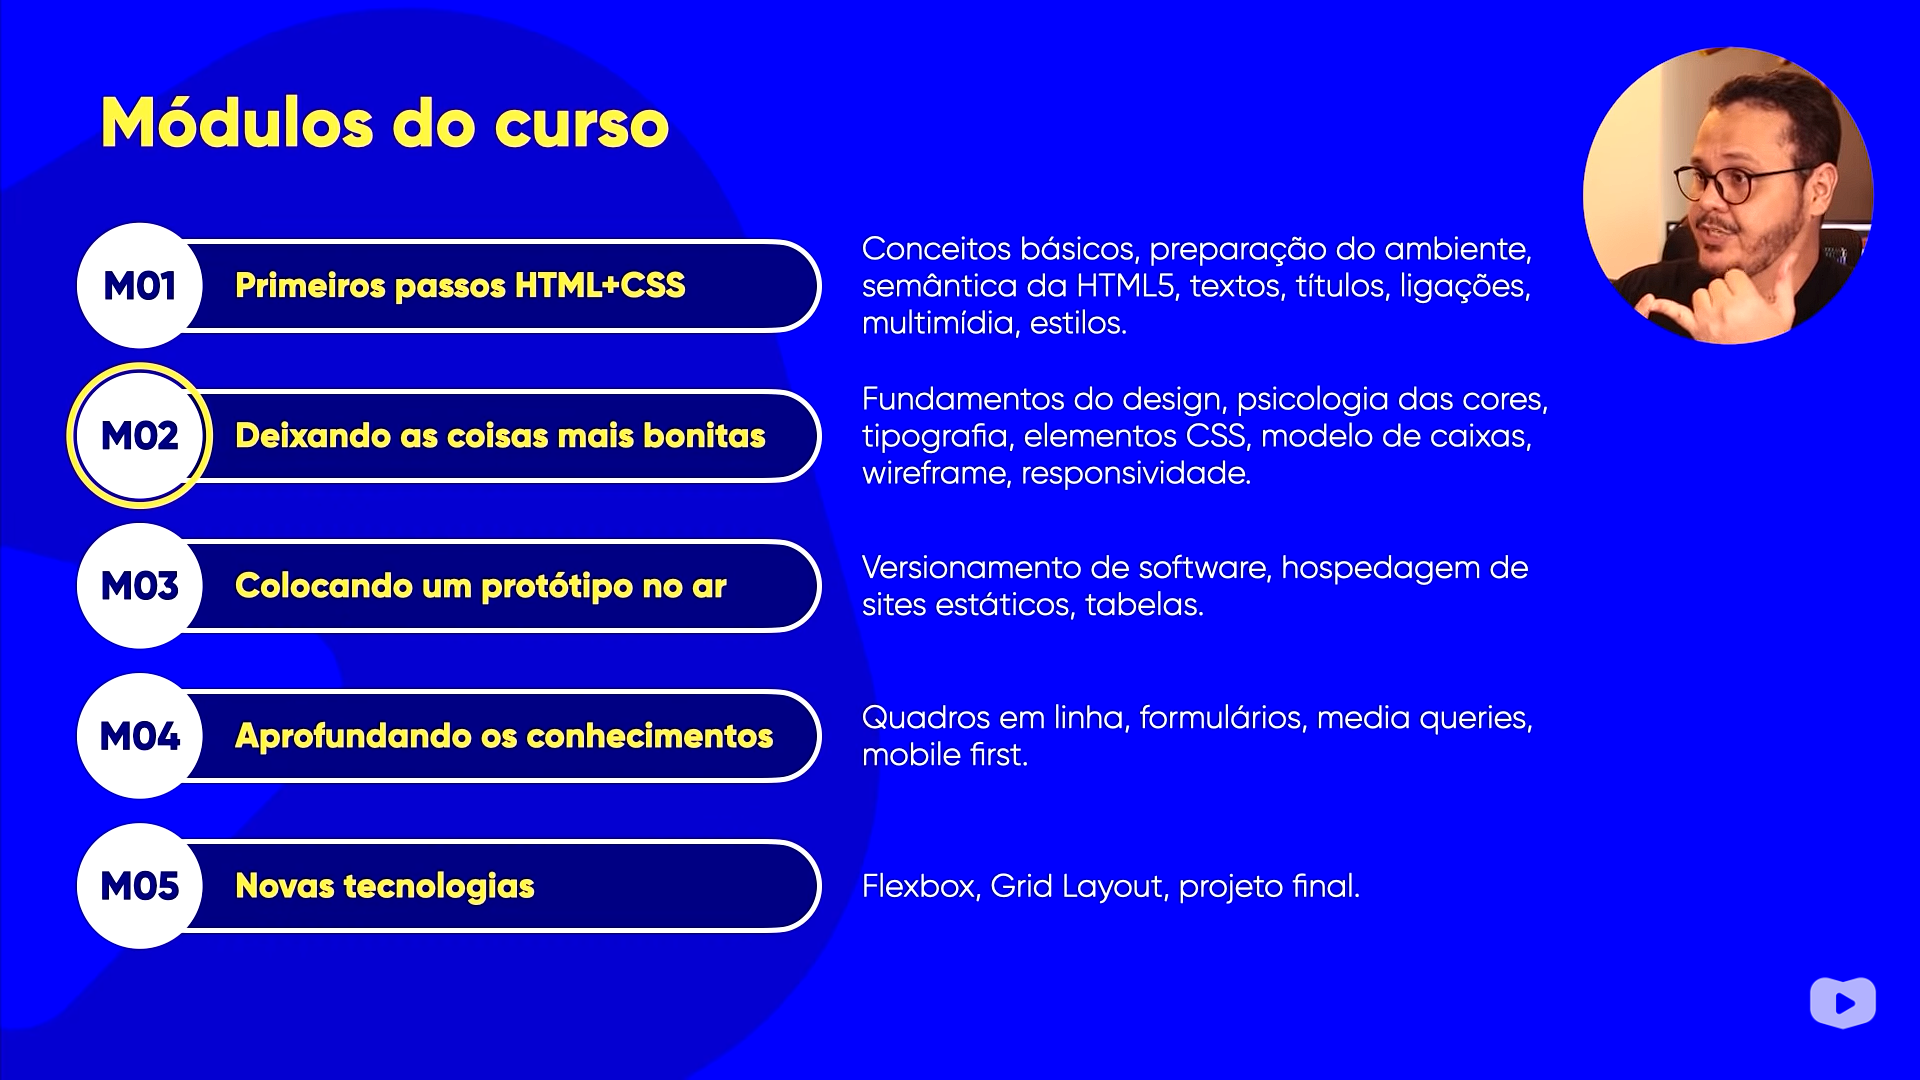 Módulos do curso
M01
Primeiros passos HTML+CSS
Conceitos básicos, preparação do ambiente,
semântica da HTML5, textos, títulos, ligações,
multimídia, estilos.
M02
Deixando as coisas mais bonitas
Fundamentos do design, psicologia das cores,
tipografia, elementos CSS, modelo de caixas,
wireframe, responsividade.
M03
Colocando um protótipo no ar
Versionamento de software, hospedagem de
sites estáticos, tabelas.
M04
Aprofundando os conhecimentos
Quadros em linha, formulários, media queries,
mobile first.
M05
Novas tecnologias
Flexbox, Grid Layout, projeto final.